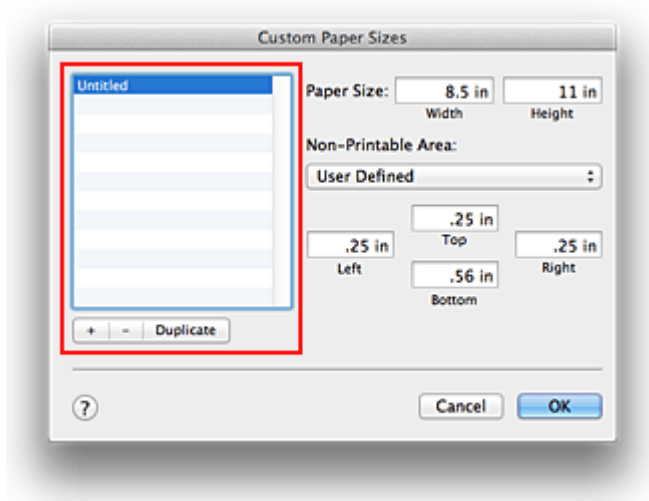 Custom Paper Sizes
Untitled
Paper Size: 8.5 in 11 in
Width Height
Non-Printable Area:
User Defined
.25 in
Top
.25 in .25 in
Left Right
.56 in
Bottom
+ - Duplicate
? Cancel OK